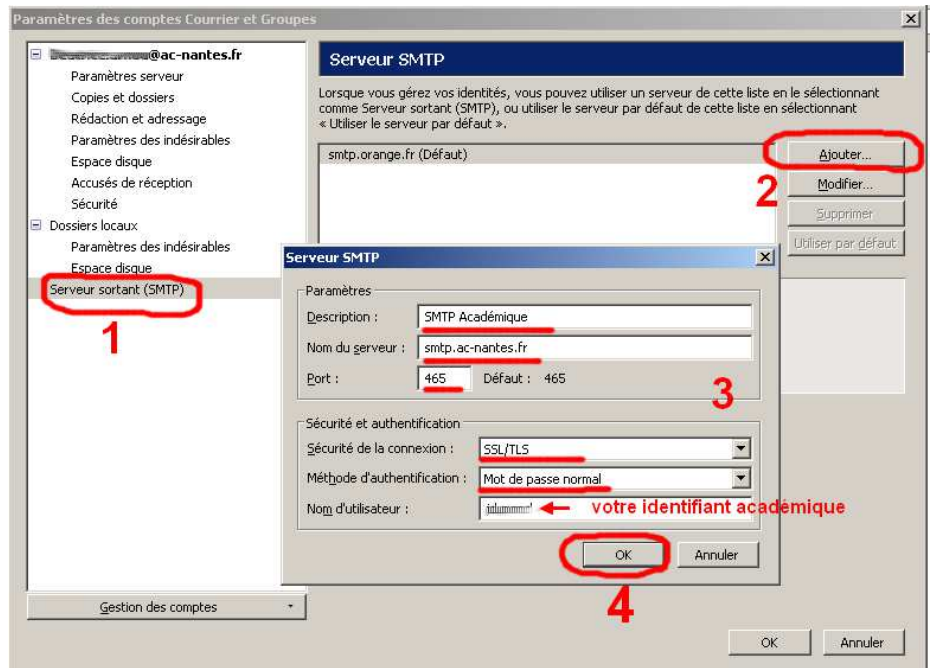 Paramètres des comptes Courrier et Groupes
@ac-nantes.fr
Paramètres serveur
Copies et dossiers
Rédaction et adressage
Paramètres des indésirables
Espace disque
Accusés de réception
Sécurité
Dossiers locaux
Paramètres des indésirables
Espace disque
Serveur sortant (SMTP)
1
Gestion des comptes
Serveur SMTP
Lorsque vous gérez vos identités, vous pouvez utiliser un serveur de cette liste en le sélectionnant
comme Serveur sortant (SMTP), ou utiliser le serveur par défaut de cette liste en sélectionnant
« Utiliser le serveur par défaut ».
smtp.orange.fr (Défaut)
Ajouter...
2
Modifier...
Supprimer
Utiliser par défaut
Serveur SMTP
Paramètres
Description : SMTP Académique
Nom du serveur : smtp.ac-nantes.fr
Port : 465 Défaut : 465
3
Sécurité et authentification
Sécurité de la connexion : SSL/TLS
Méthode d'authentification : Mot de passe normal
Nom d'utilisateur : votre identifiant académique
OK Annuler
4
OK Annuler